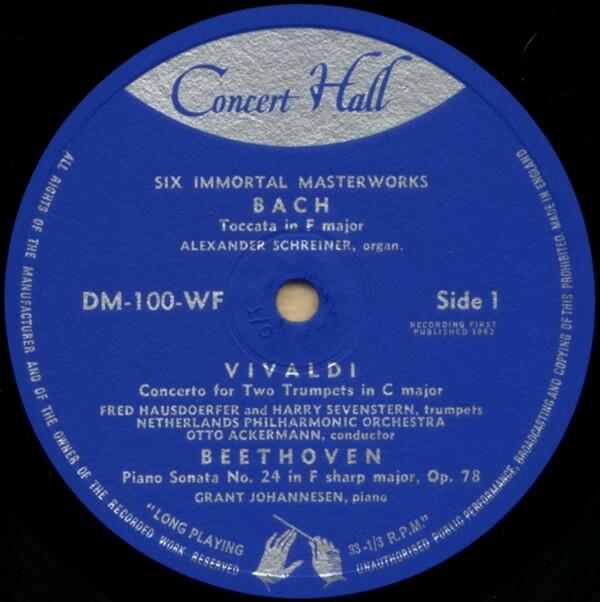 Concert Hall
SIX IMMORTAL MASTERWORKS
BACH
Toccata in F major
ALEXANDER SCHREINER, organ.
DM-100-WF
Side 1
RECORDING FIRST
PUBLISHED 1962
VIVALDI
Concerto for Two Trumpets in C major
FRED HAUSDOERFER and HARRY SEVENSTERN, trumpets
NETHERLANDS PHILHARMONIC ORCHESTRA
OTTO ACKERMANN, conductor
BEETHOVEN
Piano Sonata No. 24 in F sharp major, Op. 78
GRANT JOHANNESEN, piano
"LONG PLAYING
33-1/3 R.P.M."
ALL RIGHTS OF THE MANUFACTURER AND OF THE OWNER OF THE RECORDED WORK RESERVED
UNAUTHORISED PUBLIC PERFORMANCE, BROADCASTING AND COPYING OF THIS PROHIBITED. MADE IN ENGLAND